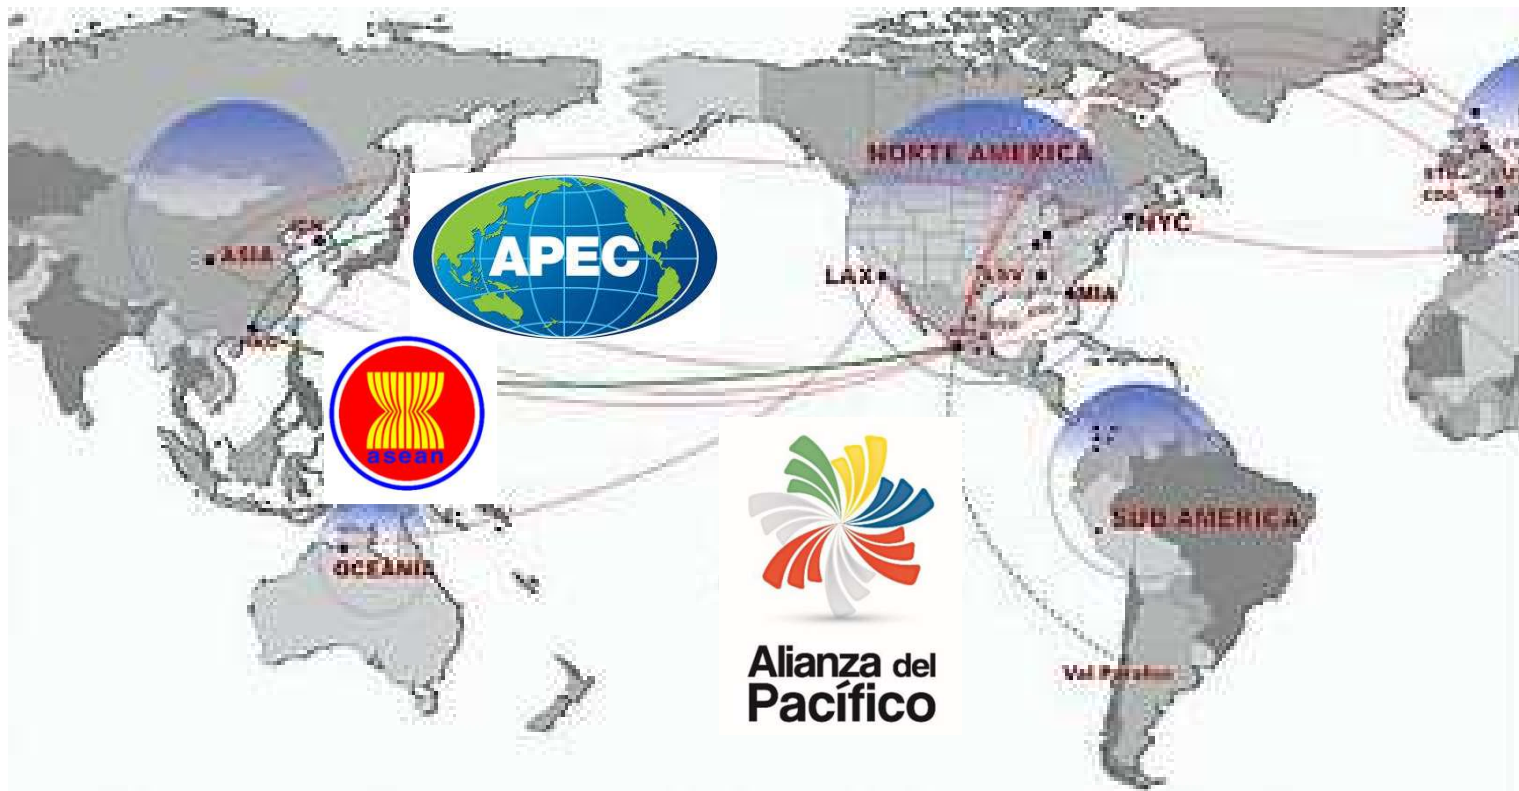 NORTE AMERICA
NYC
ASIA
APEC
LAX
MIA
asean
SUD AMERICA
OCEANIA
Alianza del
Pacífico